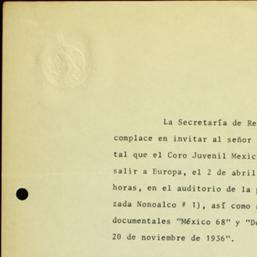 La Secretaría de Re
complace en invitar al señor
tal que el Coro Juvenil Mexic
salir a Europa, el 2 de abril
horas, en el auditorio de la p
zada Nonoalco # 1), así como a
documentales "México 68" y "De
20 de noviembre de 1936".